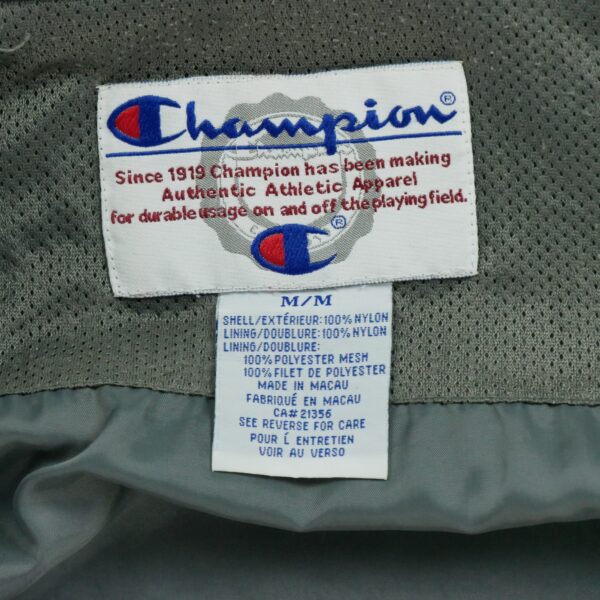 Champion®
Since 1919 Champion has been making
Authentic Athletic Apparel
for durable usage on and off the playing field.
®
M/M
SHELL/EXTÉRIEUR: 100% NYLON
LINING/DOUBLURE: 100% NYLON
LINING/DOUBLURE:
100% POLYESTER MESH
100% FILET DE POLYESTER
MADE IN MACAU
FABRIQUÉ EN MACAU
CA# 21356
SEE REVERSE FOR CARE
POUR Ĺ ENTRETIEN
VOIR AU VERSO